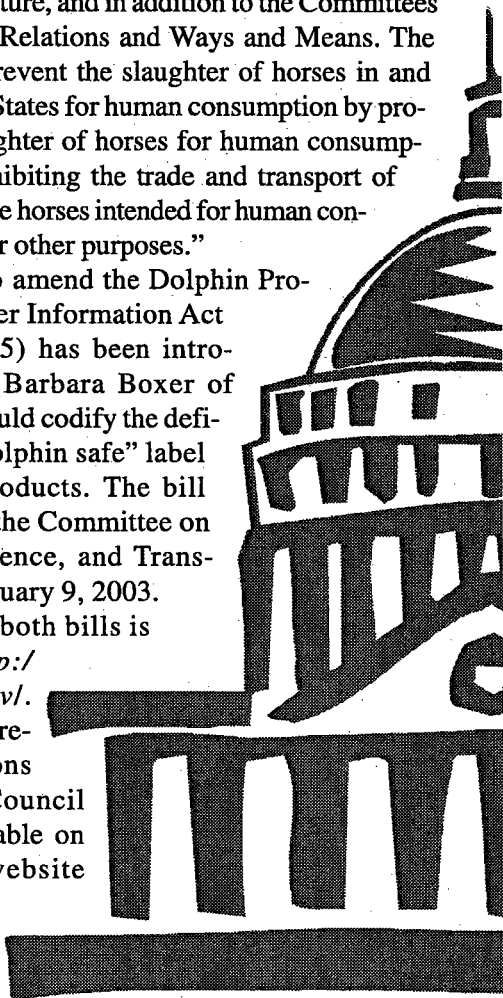 ture, and in addition to the Committees
Relations and Ways and Means. The
revent the slaughter of horses in and
States for human consumption by pro-
ghter of horses for human consump-
ibiting the trade and transport of
e horses intended for human con-
r other purposes.”
o amend the Dolphin Pro-
er Information Act
5) has been intro-
Barbara Boxer of
uld codify the defi-
olphin safe” label
oducts. The bill
the Committee on
ence, and Trans-
uary 9, 2003.
both bills is
p:/
v/.
re-
ons
Council
able on
website